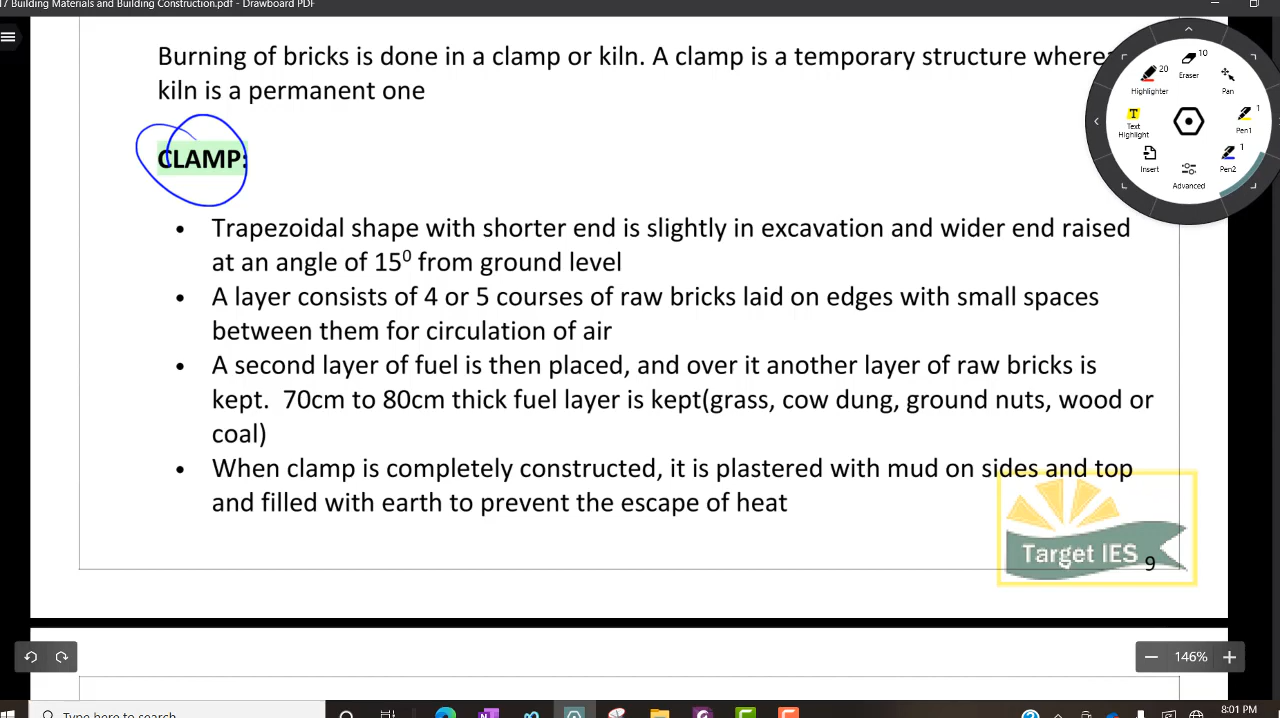 17 Building Materials and Building Construction.pdf - Drawboard PDF
Burning of bricks is done in a clamp or kiln. A clamp is a temporary structure wherea
kiln is a permanent one
CLAMP:
• Trapezoidal shape with shorter end is slightly in excavation and wider end raised
at an angle of 15⁰ from ground level
• A layer consists of 4 or 5 courses of raw bricks laid on edges with small spaces
between them for circulation of air
• A second layer of fuel is then placed, and over it another layer of raw bricks is
kept. 70cm to 80cm thick fuel layer is kept(grass, cow dung, ground nuts, wood or
coal)
• When clamp is completely constructed, it is plastered with mud on sides and top
and filled with earth to prevent the escape of heat
Target IES
9
10
Eraser
20
Highlighter
Pan
T
Text
Highlight
1
Pen1
Insert
1
Pen2
Advanced
146%
Type here to search
8:01 PM